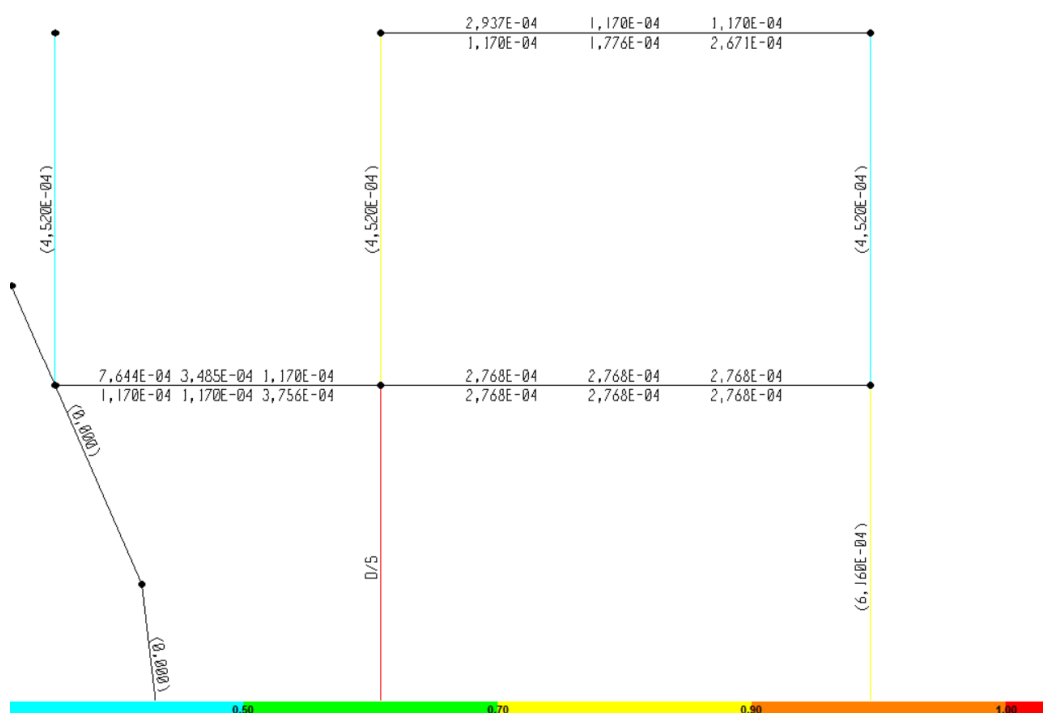 2,937E-04 1,170E-04 1,170E-04
1,170E-04 1,776E-04 2,671E-04
(4,520E-04)
(4,520E-04)
(4,520E-04)
7,644E-04 3,485E-04 1,170E-04
1,170E-04 1,170E-04 3,756E-04
2,768E-04 2,768E-04 2,768E-04
2,768E-04 2,768E-04 2,768E-04
(0,000)
O/S
(6,160E-04)
(0,000)
0.50 0.70 0.90 1.00